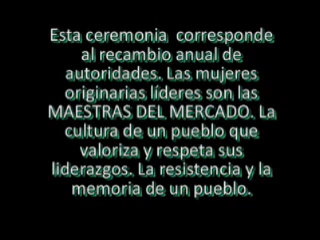 Esta ceremonia  corresponde
al recambio anual de
autoridades. Las mujeres
originarias líderes son las
MAESTRAS DEL MERCADO. La
cultura de un pueblo que
valoriza y respeta sus
liderazgos. La resistencia y la
memoria de un pueblo.